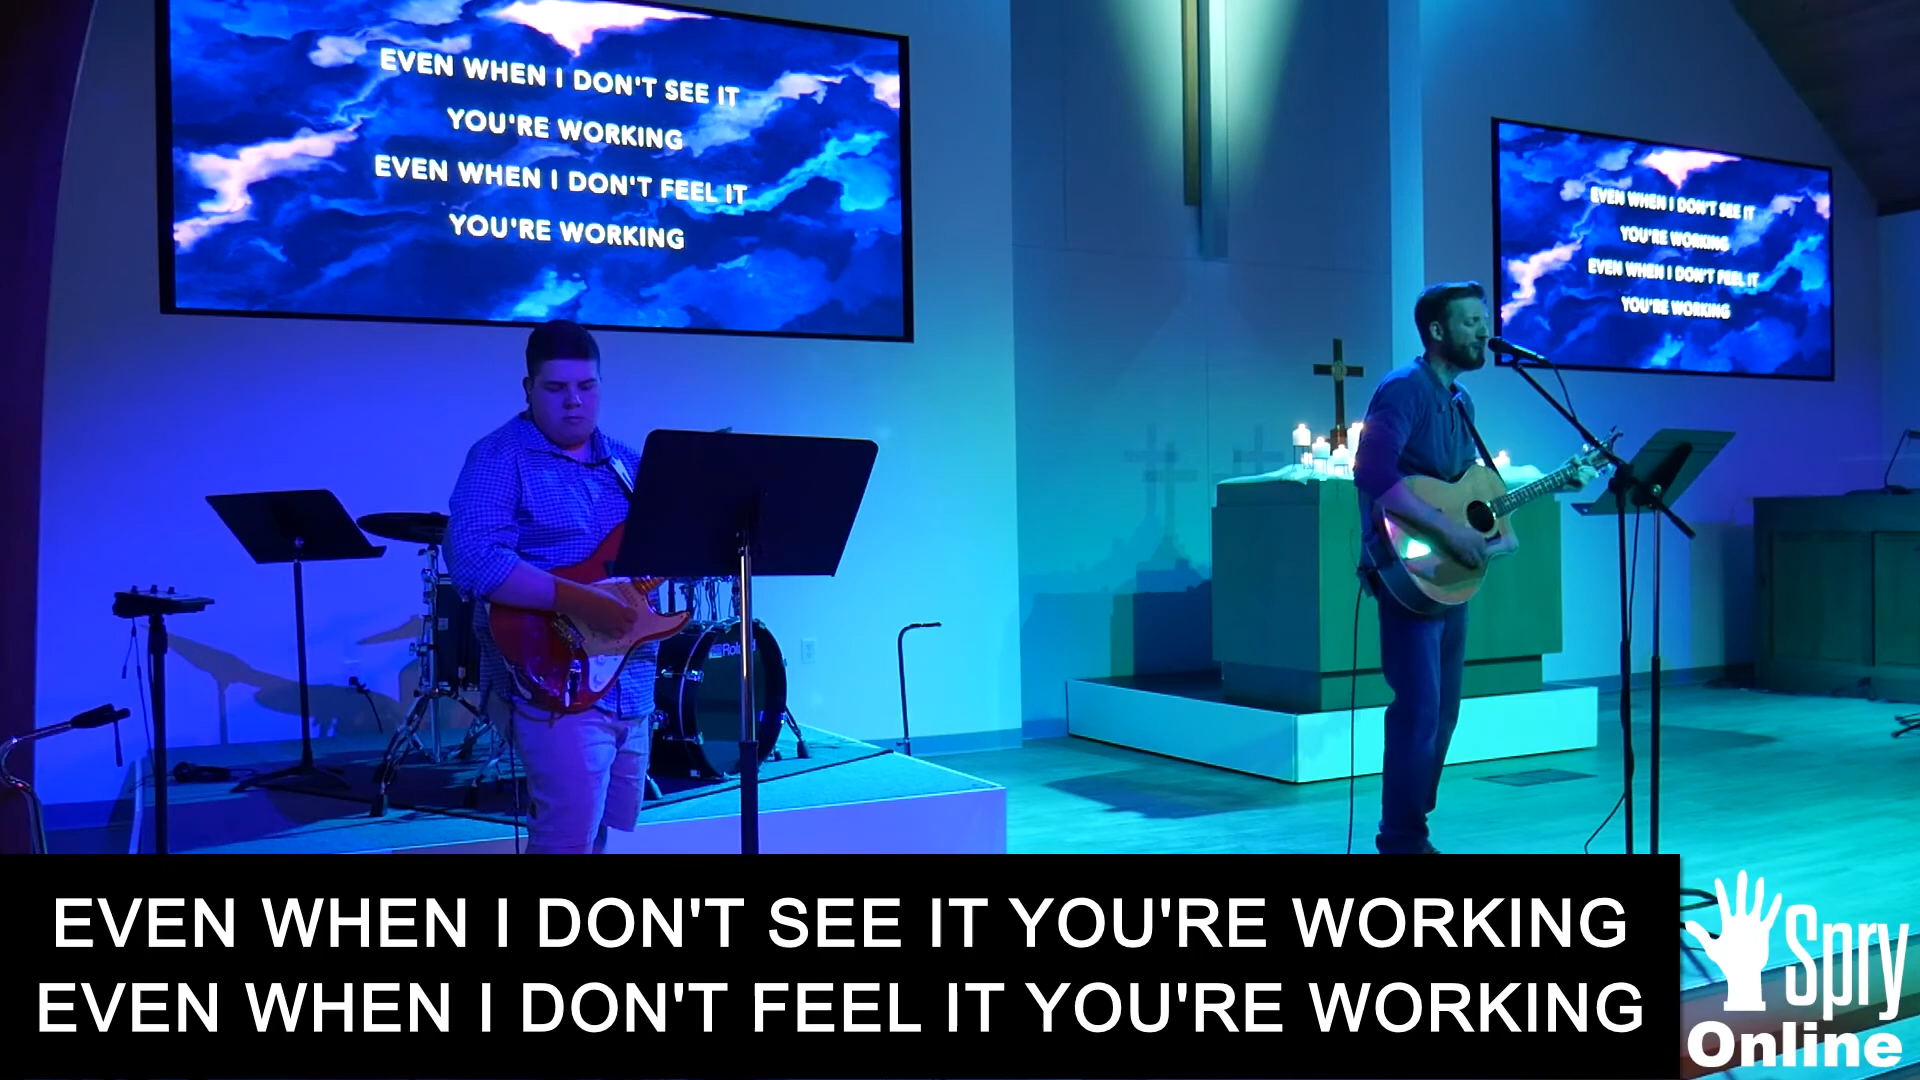 EVEN WHEN I DON'T SEE IT
YOU'RE WORKING
EVEN WHEN I DON'T FEEL IT
YOU'RE WORKING
EVEN WHEN I DON'T SEE IT
YOU'RE WORKING
EVEN WHEN I DON'T FEEL IT
YOU'RE WORKING
Roland
EVEN WHEN I DON'T SEE IT YOU'RE WORKING
EVEN WHEN I DON'T FEEL IT YOU'RE WORKING
Spry
Online